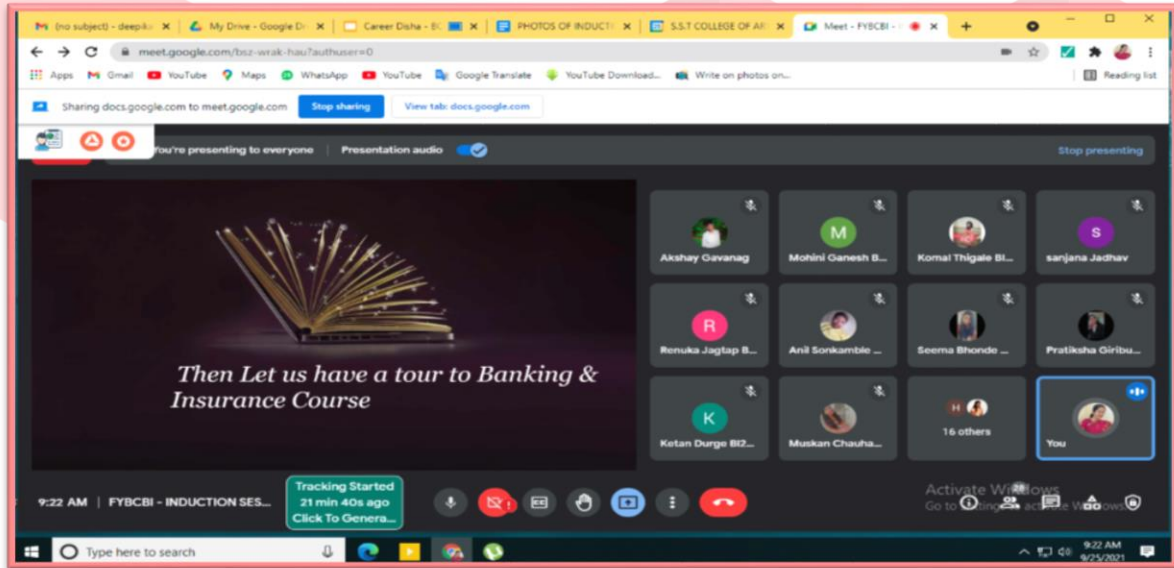 (no subject) - deepika
My Drive - Google Dr
Career Disha - BC
PHOTOS OF INDUCTI
S.S.T COLLEGE OF AR
Meet - FYBCBI -
meet.google.com/bsz-wrak-hau?authuser=0
Apps Gmail YouTube Maps WhatsApp YouTube Google Translate YouTube Download... Write on photos on... Reading list
Sharing docs.google.com to meet.google.com Stop sharing View tab: docs.google.com
You're presenting to everyone Presentation audio Stop presenting
Then Let us have a tour to Banking &
Insurance Course
Akshay Gavanag
M
Mohini Ganesh B...
Komal Thigale BI...
S
sanjana Jadhav
R
Renuka Jagtap B...
Anil Sonkamble ...
Seema Bhonde ...
Pratiksha Giribu...
K
Ketan Durge BI2...
Muskan Chauha...
H
16 others
You
9:22 AM | FYBCBI - INDUCTION SES...
Tracking Started
21 min 40s ago
Click To Genera...
Activate Windows
Go to
Type here to search
9:22 AM
9/25/2021